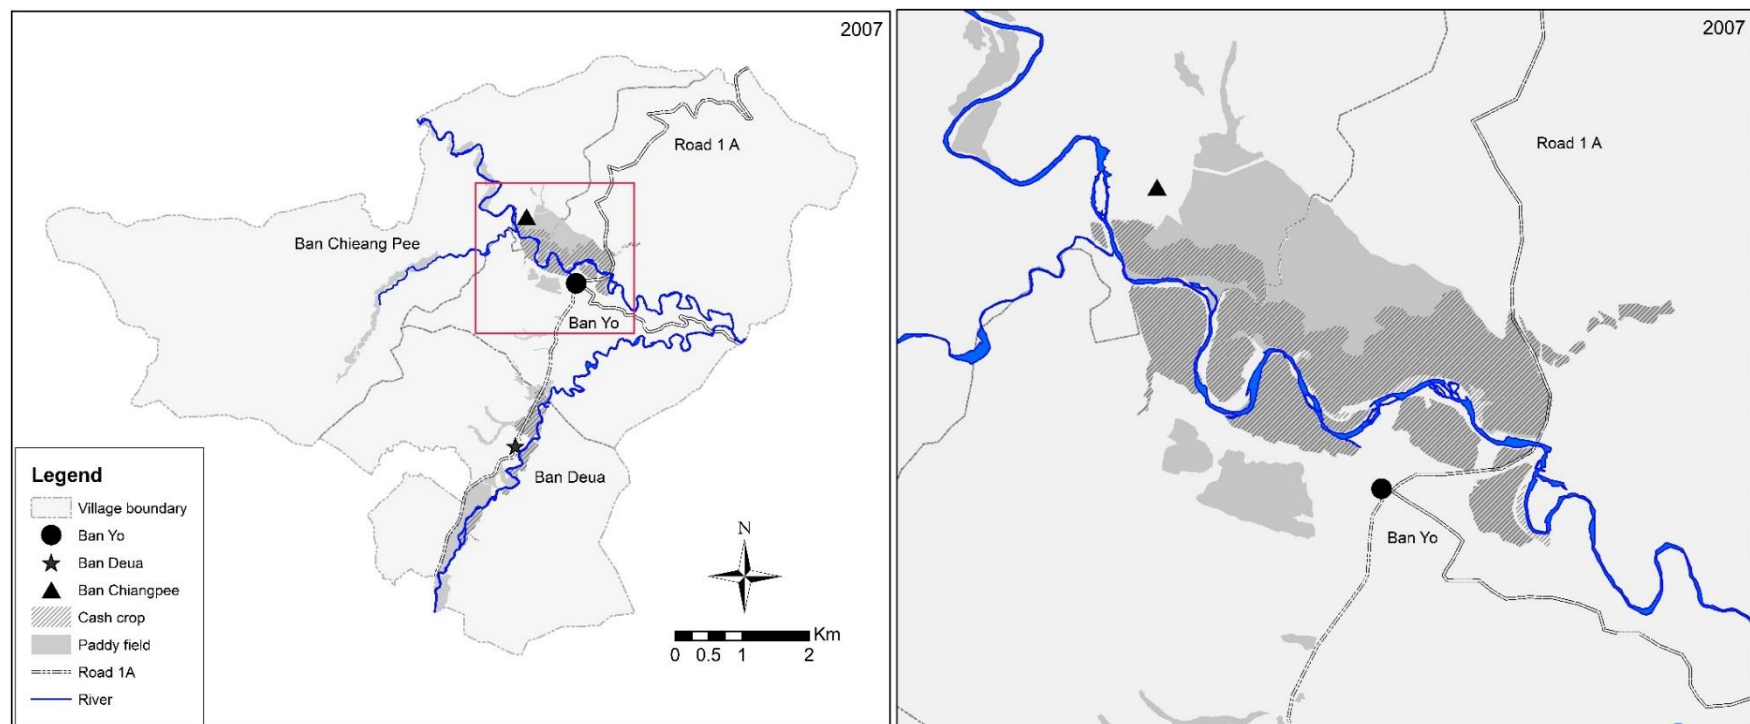 2007
Road 1 A
Ban Chieang Pee
Ban Yo
Ban Deua
Legend
Village boundary
Ban Yo
Ban Deua
Ban Chiangpee
Cash crop
Paddy field
Road 1A
River
N
Km
0 0.5 1 2
2007
Road 1 A
Ban Yo